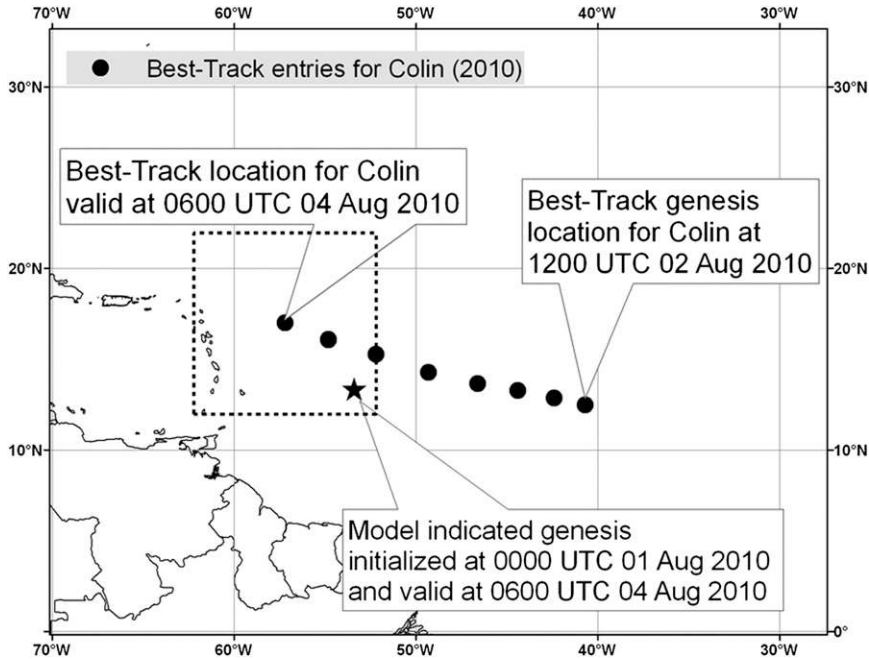 70°W 60°W 50°W 40°W 30°W
Best-Track entries for Colin (2010)
30°N 30°N
Best-Track location for Colin
valid at 0600 UTC 04 Aug 2010
Best-Track genesis
location for Colin at
1200 UTC 02 Aug 2010
20°N 20°N
10°N 10°N
Model indicated genesis
initialized at 0000 UTC 01 Aug 2010
and valid at 0600 UTC 04 Aug 2010
0° 0°
70°W 60°W 50°W 40°W 30°W